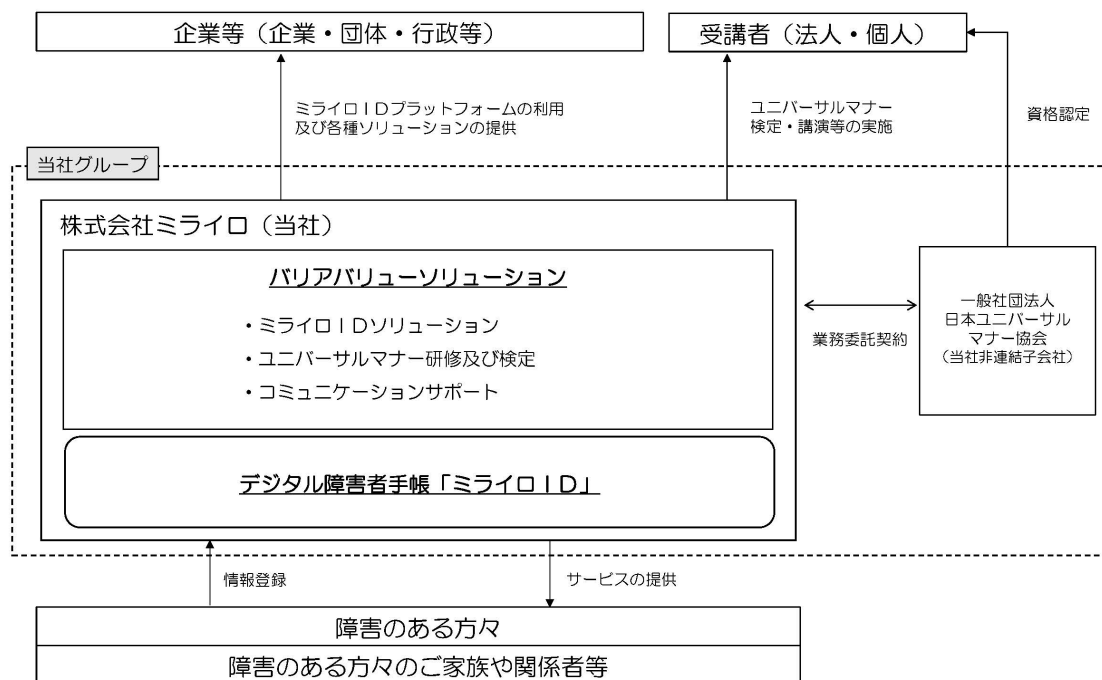 企業等（企業・団体・行政等）
受講者（法人・個人）
ミライロＩＤプラットフォームの利用
及び各種ソリューションの提供
ユニバーサルマナー
検定・講演等の実施
資格認定
当社グループ
株式会社ミライロ（当社）
バリアバリューソリューション
・ミライロＩＤソリューション
・ユニバーサルマナー研修及び検定
・コミュニケーションサポート
業務委託契約
一般社団法人
日本ユニバーサル
マナー協会
（当社非連結子会社）
デジタル障害者手帳「ミライロＩＤ」
情報登録
サービスの提供
障害のある方々
障害のある方々のご家族や関係者等